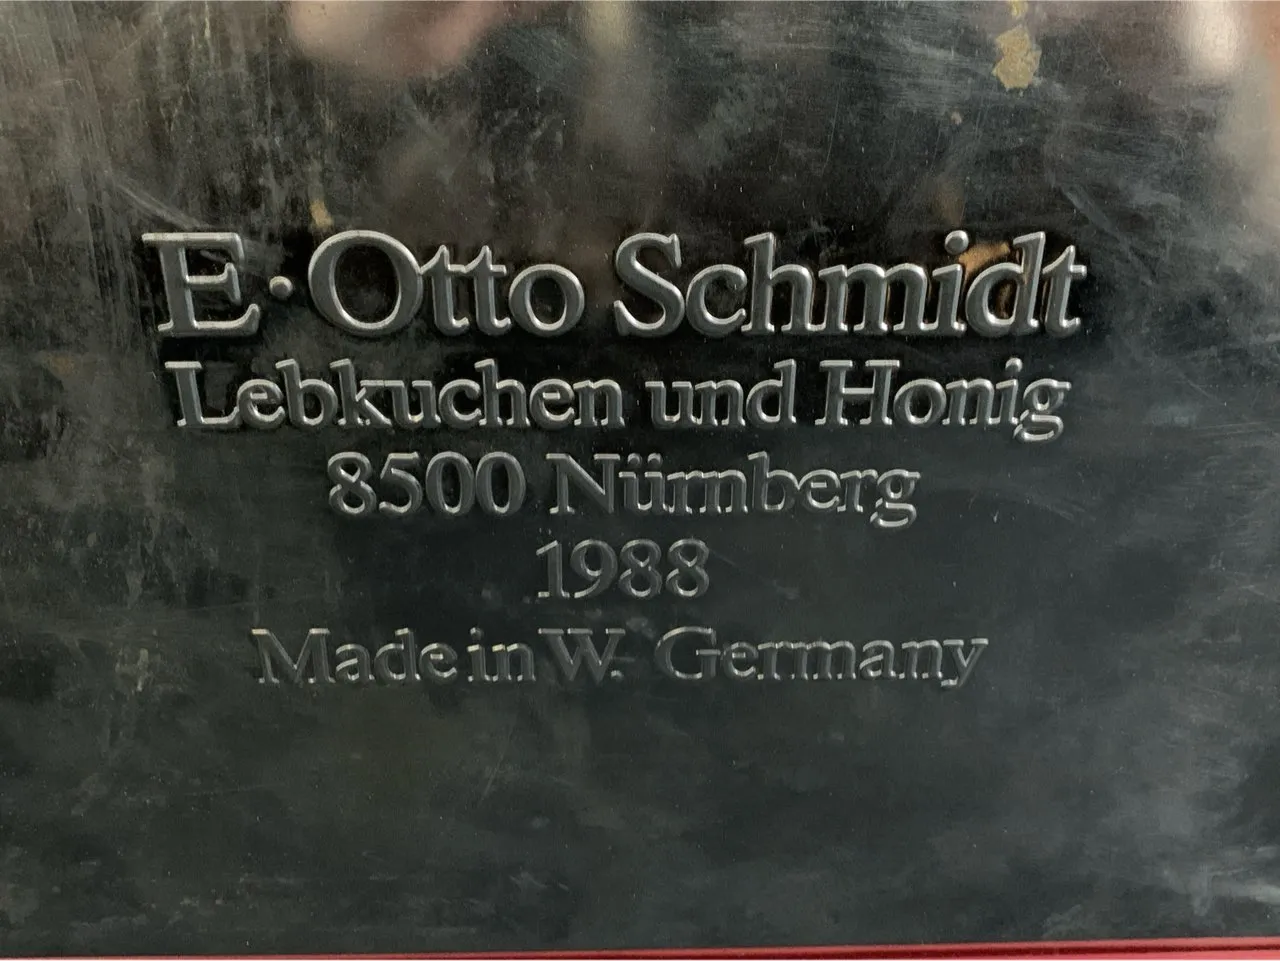 E·Otto Schmidt
Lebkuchen und Honig
8500 Nürnberg
1988
Made in W. Germany